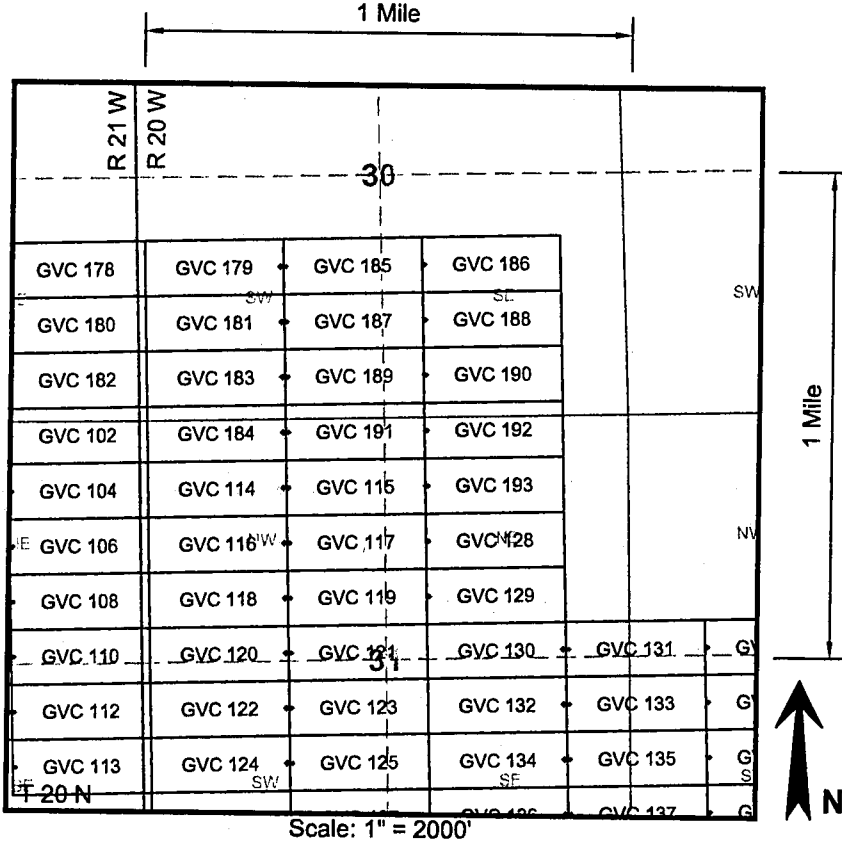 1 Mile
R 21 W
R 20 W
30
GVC 178 GVC 179 GVC 185 GVC 186
SW SE SW
GVC 180 GVC 181 GVC 187 GVC 188
GVC 182 GVC 183 GVC 189 GVC 190
1 Mile
GVC 102 GVC 184 GVC 191 GVC 192
GVC 104 GVC 114 GVC 115 GVC 193
GVC 106 GVC 116 NW GVC 117 GVC 128 NE
GVC 108 GVC 118 GVC 119 GVC 129
GVC 110 GVC 120 GVC 121 GVC 130 GVC 131
31
GVC 112 GVC 122 GVC 123 GVC 132 GVC 133
GVC 113 GVC 124 GVC 125 GVC 134 GVC 135
SW SE
T 20 N GVC 137
N
Scale: 1" = 2000'